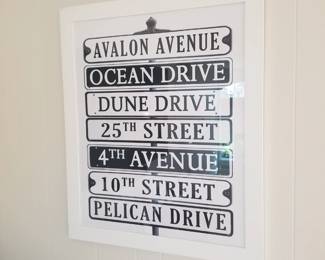 AVALON AVENUE
OCEAN DRIVE
DUNE DRIVE
25TH STREET
4TH AVENUE
10TH STREET
PELICAN DRIVE